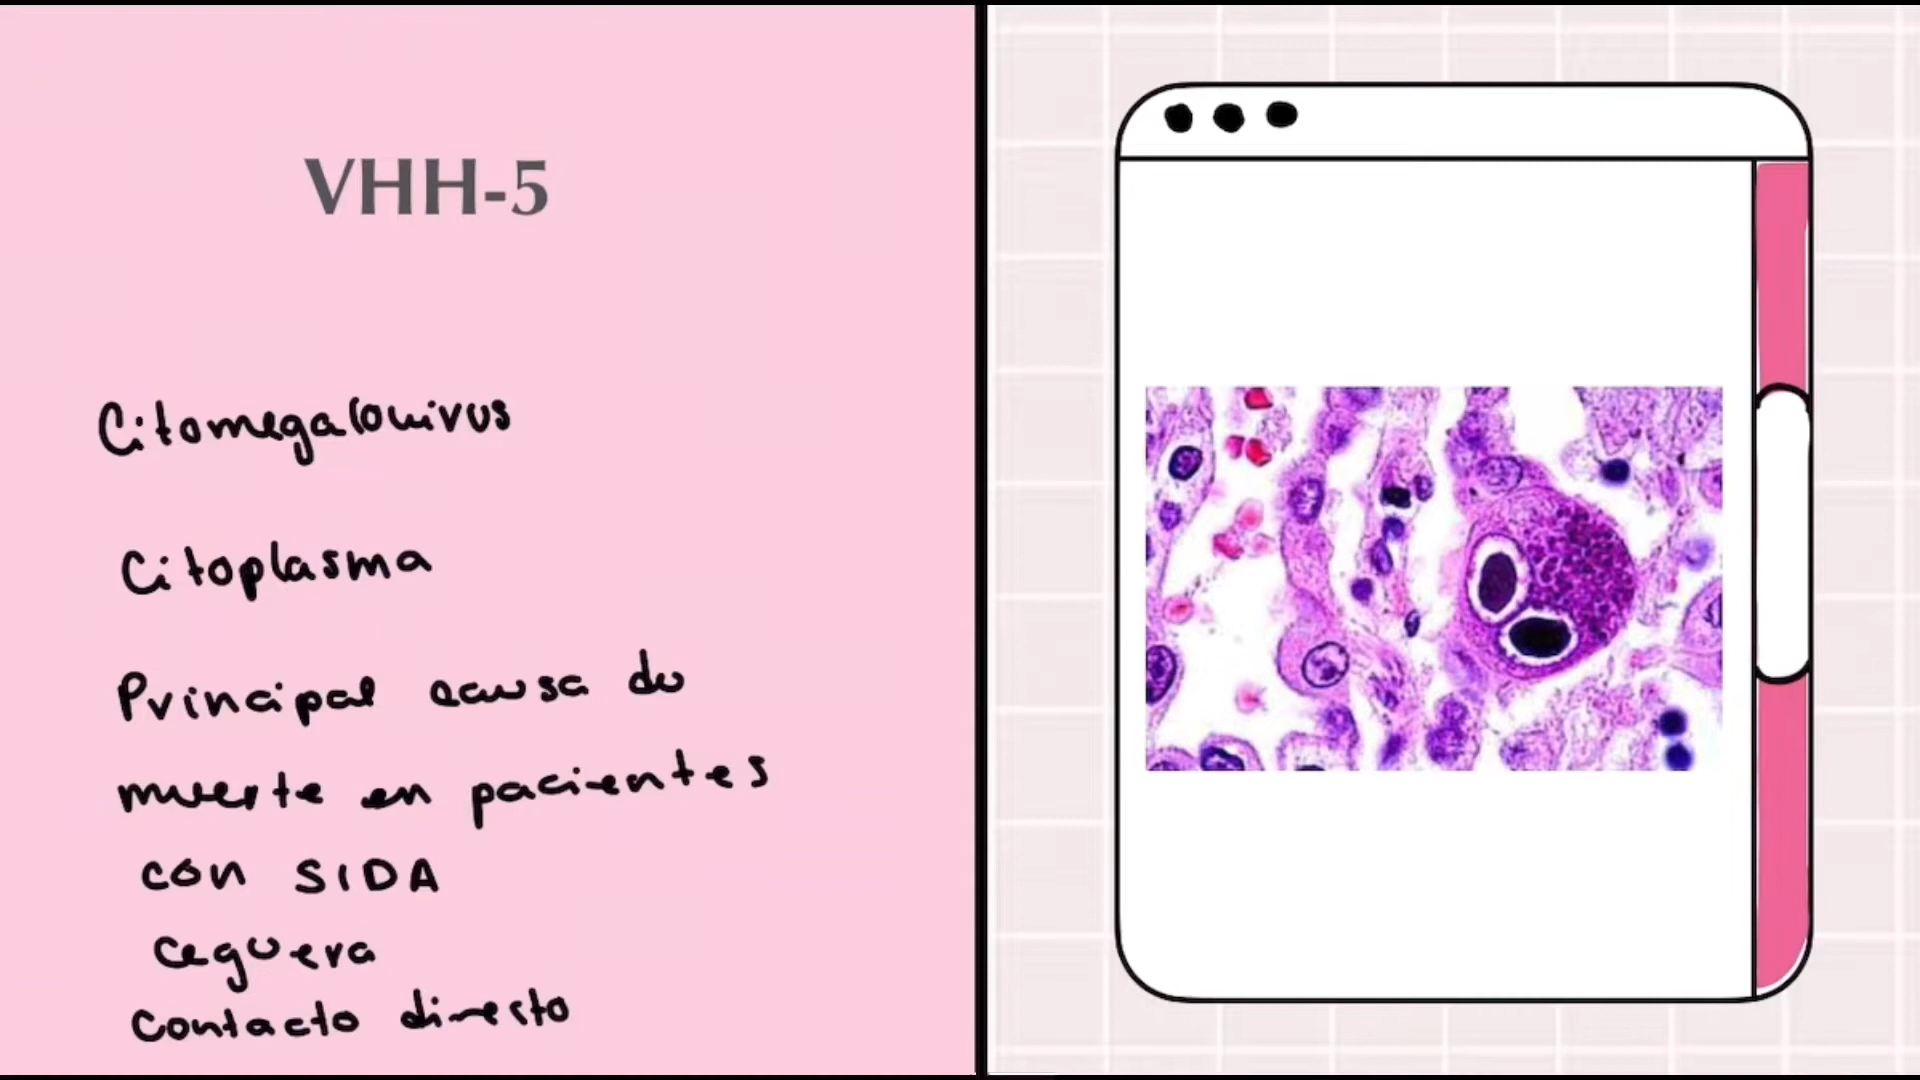 VHH-5
Citomegalovirus
Citoplasma
Principal causa de
muerte en pacientes
con SIDA
ceguera
Contacto directo